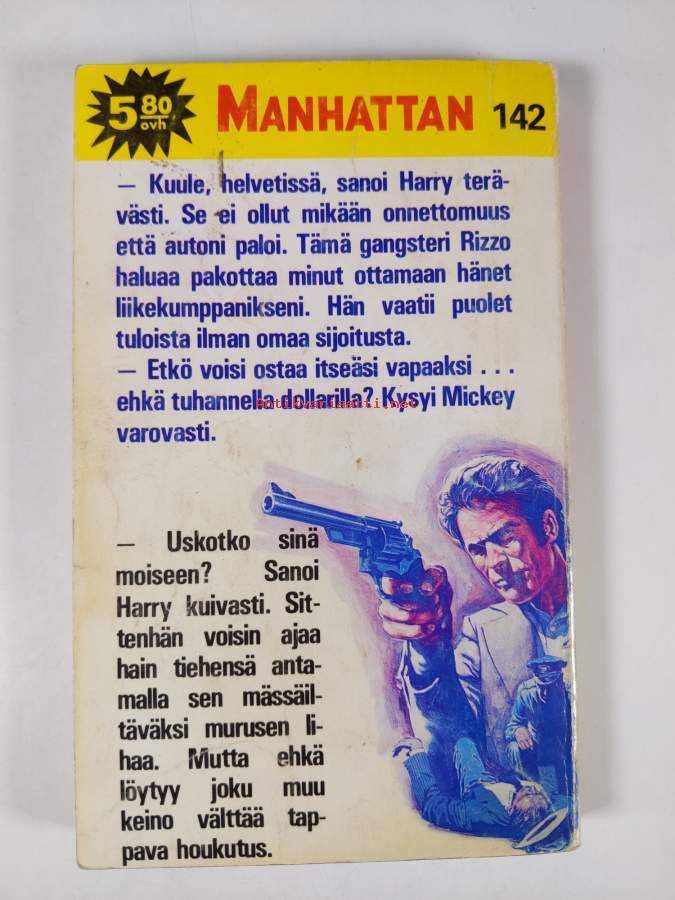 5 80
ovh
MANHATTAN 142
– Kuule, helvetissä, sanoi Harry terä-
västi. Se ei ollut mikään onnettomuus
että autoni paloi. Tämä gangsteri Rizzo
haluaa pakottaa minut ottamaan hänet
liikekumppanikseni. Hän vaatii puolet
tuloista ilman omaa sijoitusta.
– Etkö voisi ostaa itseäsi vapaaksi . . .
ehkä tuhannella dollarilla? Kysyi Mickey
Antikvariaatti.net
varovasti.
– Uskotko sinä
moiseen? Sanoi
Harry kuivasti. Sit-
tenhän voisin ajaa
hain tiehensä anta-
malla sen mässäil-
täväksi murusen li-
haa. Mutta ehkä
löytyy joku muu
keino välttää tap-
pava houkutus.